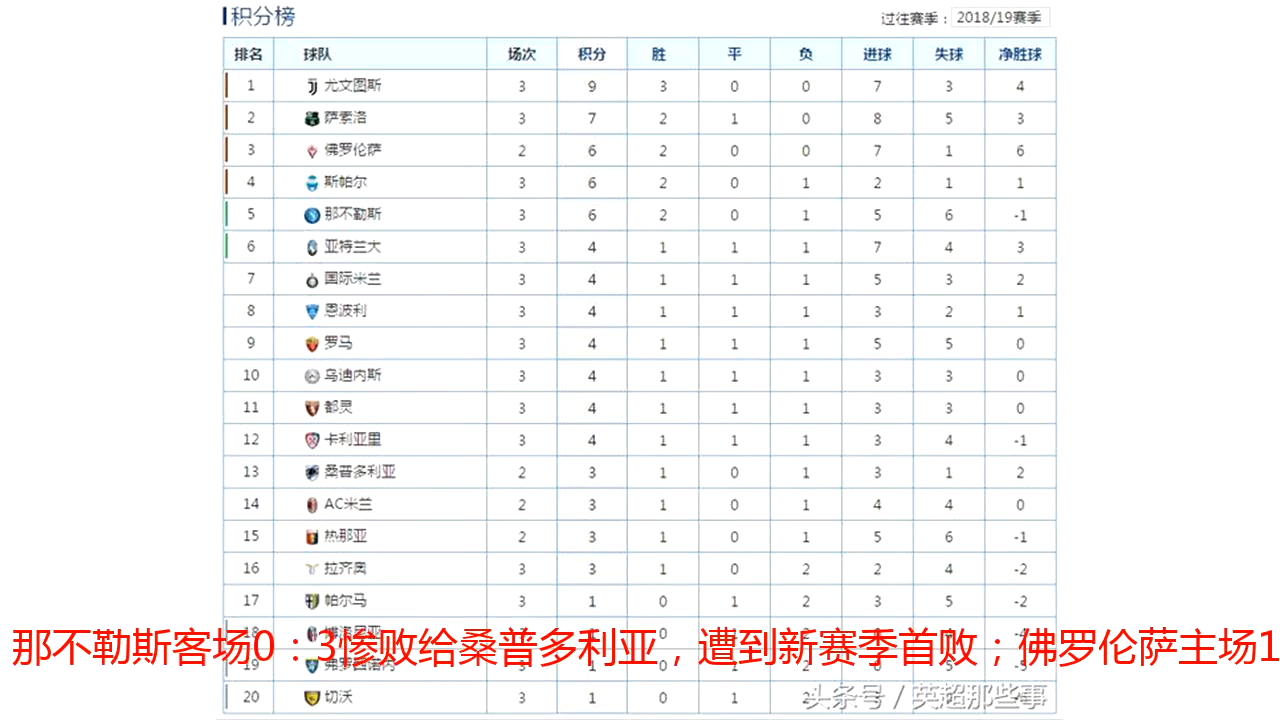 积分榜
过往赛季： 2018/19赛季
排名 球队 场次 积分 胜 平 负 进球 失球 净胜球
1 尤文图斯 3 9 3 0 0 7 3 4
2 萨索洛 3 7 2 1 0 8 5 3
3 佛罗伦萨 2 6 2 0 0 7 1 6
4 斯帕尔 3 6 2 0 1 2 1 1
5 那不勒斯 3 6 2 0 1 5 6 -1
6 亚特兰大 3 4 1 1 1 7 4 3
7 国际米兰 3 4 1 1 1 5 3 2
8 恩波利 3 4 1 1 1 3 2 1
9 罗马 3 4 1 1 1 5 5 0
10 乌迪内斯 3 4 1 1 1 3 3 0
11 都灵 3 4 1 1 1 3 3 0
12 卡利亚里 3 4 1 1 1 3 4 -1
13 桑普多利亚 2 3 1 0 1 3 1 2
14 AC米兰 2 3 1 0 1 4 4 0
15 热那亚 2 3 1 0 1 5 6 -1
16 拉齐奥 3 3 1 0 2 2 4 -2
17 帕尔马 3 1 0 1 2 3 5 -2
18
那不勒斯客场0：3惨败给桑普多利亚，遭到新赛季首败；佛罗伦萨主场1
19
20 切沃 3 1 0 1 2
头条号 / 英超那些事